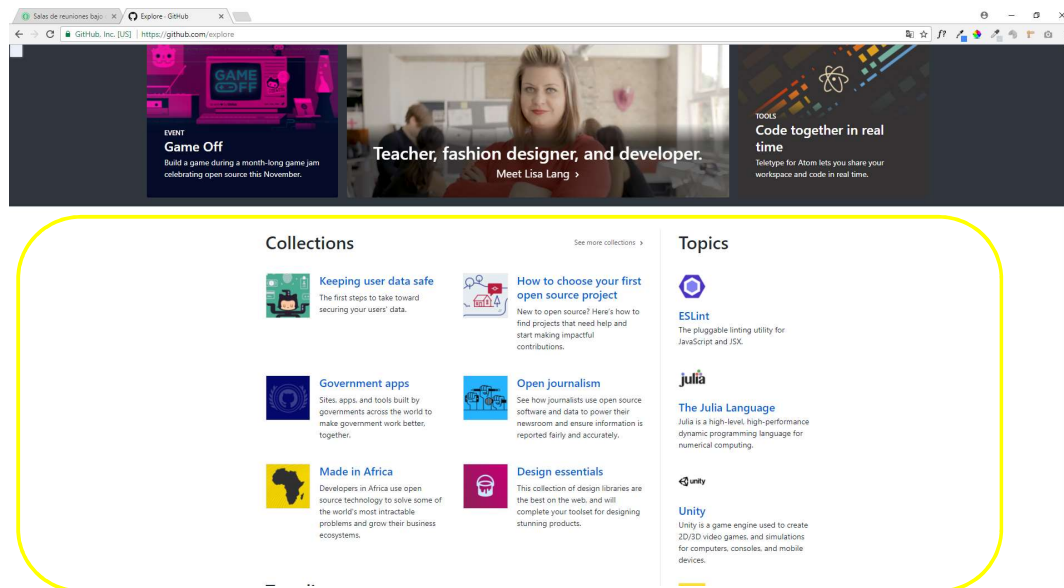 Salas de reuniones bajo
Explore · GitHub
GitHub, Inc. [US] | https://github.com/explore
GAME
OFF
EVENT
Game Off
Build a game during a month-long game jam
celebrating open source this November.
Teacher, fashion designer, and developer.
Meet Lisa Lang ›
TOOLS
Code together in real
time
Teletype for Atom lets you share your
workspace and code in real time.
Collections
See more collections ›
Keeping user data safe
The first steps to take toward
securing your users' data.
How to choose your first
open source project
New to open source? Here's how to
find projects that need help and
start making impactful
contributions.
Government apps
Sites, apps, and tools built by
governments across the world to
make government work better,
together.
Open journalism
See how journalists use open source
software and data to power their
newsroom and ensure information is
reported fairly and accurately.
Made in Africa
Developers in Africa use open
source technology to solve some of
the world's most intractable
problems and grow their business
ecosystems.
Design essentials
This collection of design libraries are
the best on the web, and will
complete your toolset for designing
stunning products.
Topics
ESLint
The pluggable linting utility for
JavaScript and JSX.
julia
The Julia Language
Julia is a high-level, high-performance
dynamic programming language for
numerical computing.
unity
Unity
Unity is a game engine used to create
2D/3D video games, and simulations
for computers, consoles, and mobile
devices.